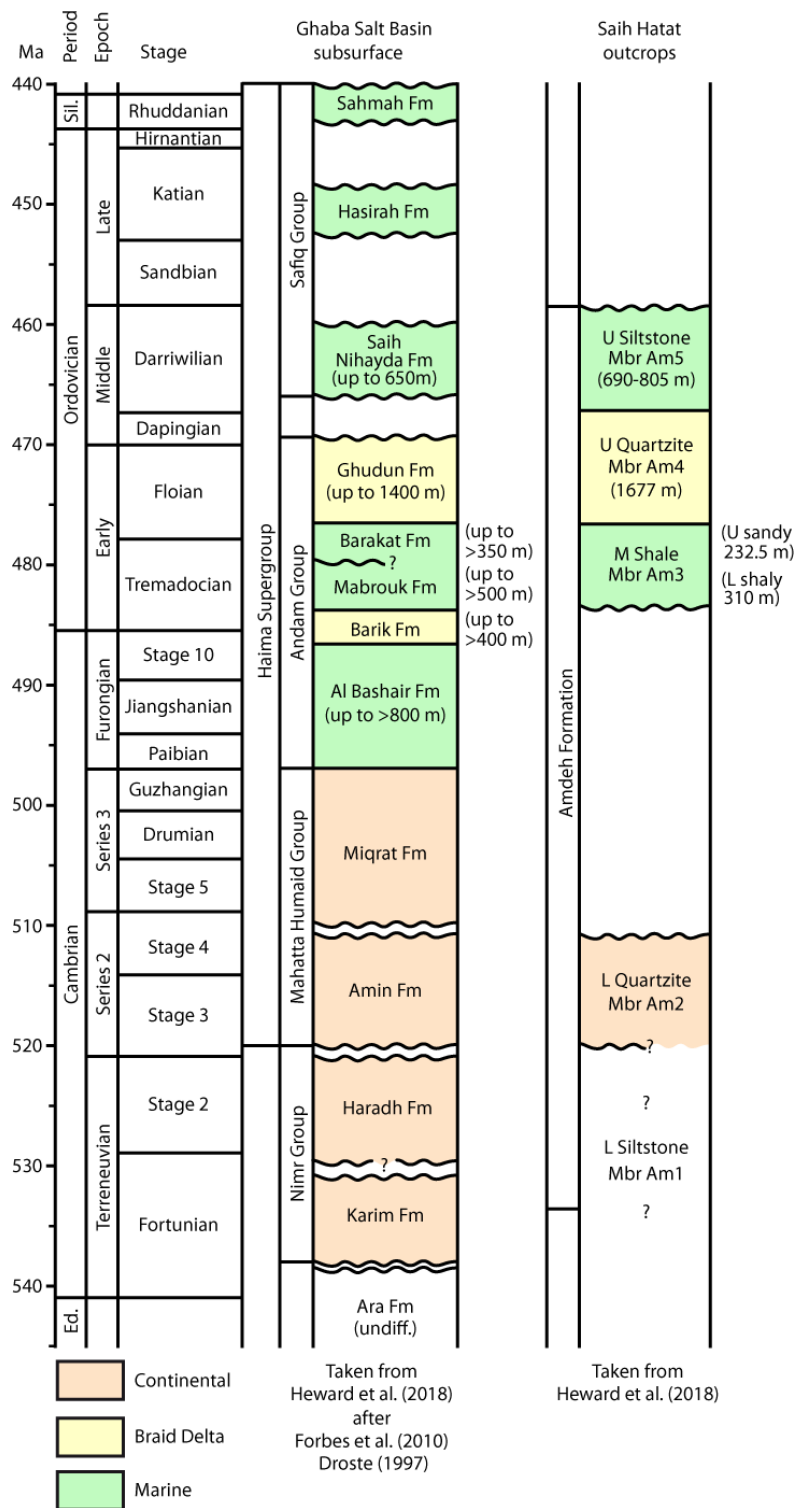 Ma
Period
Epoch
Stage
Ghaba Salt Basin
subsurface
Saih Hatat
outcrops
440
450
460
470
480
490
500
510
520
530
540
Sil.
Ordovician
Cambrian
Ed.
Late
Middle
Early
Furongian
Series 3
Series 2
Terreneuvian
Rhuddanian
Hirnantian
Katian
Sandbian
Darriwilian
Dapingian
Floian
Tremadocian
Stage 10
Jiangshanian
Paibian
Guzhangian
Drumian
Stage 5
Stage 4
Stage 3
Stage 2
Fortunian
Haima Supergroup
Safiq Group
Andam Group
Mahatta Humaid Group
Nimr Group
Sahmah Fm
Hasirah Fm
Saih
Nihayda Fm
(up to 650m)
Ghudun Fm
(up to 1400 m)
Barakat Fm
(up to
>350 m)
?
Mabrouk Fm
(up to
>500 m)
Barik Fm
(up to
>400 m)
Al Bashair Fm
(up to >800 m)
Miqrat Fm
Amin Fm
Haradh Fm
?
Karim Fm
Ara Fm
(undiff.)
Amdeh Formation
U Siltstone
Mbr Am5
(690-805 m)
U Quartzite
Mbr Am4
(1677 m)
M Shale
Mbr Am3
(U sandy
232.5 m)
(L shaly
310 m)
L Quartzite
Mbr Am2
?
?
L Siltstone
Mbr Am1
?
Continental
Braid Delta
Marine
Taken from
Heward et al. (2018)
after
Forbes et al. (2010)
Droste (1997)
Taken from
Heward et al. (2018)